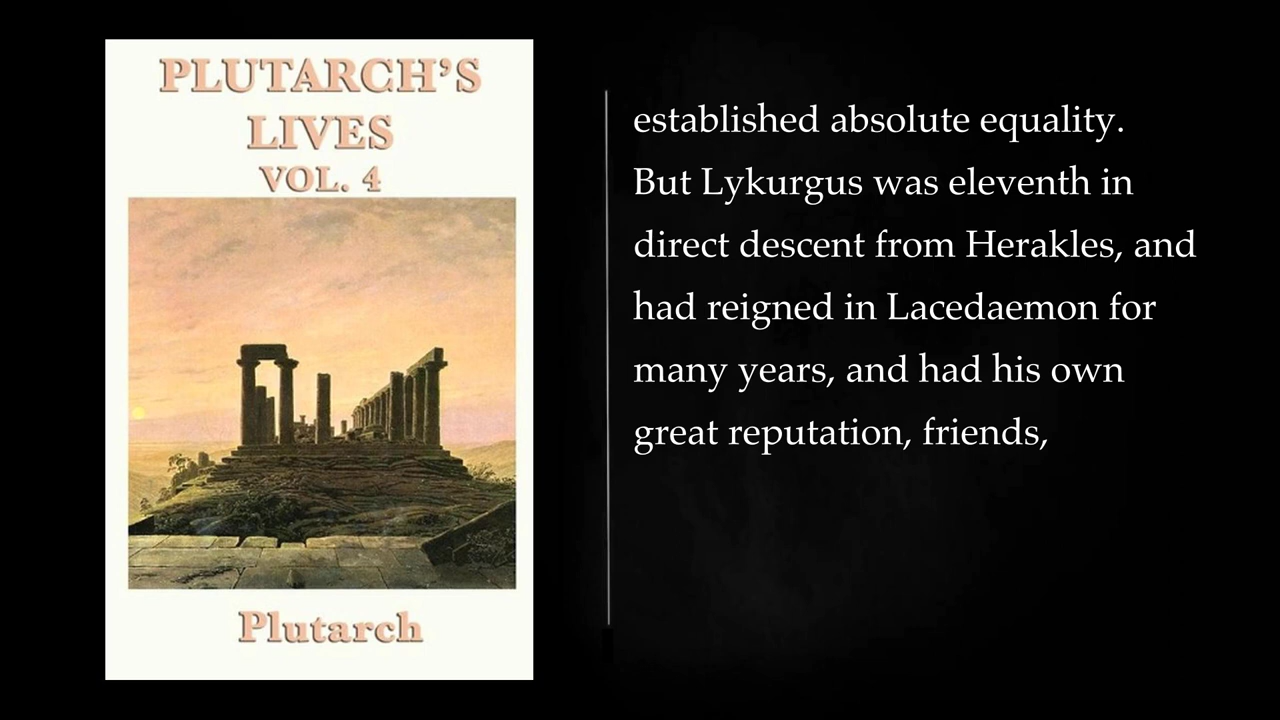 PLUTARCH'S
LIVES
VOL. 4
Plutarch
established absolute equality.
But Lykurgus was eleventh in
direct descent from Herakles, and
had reigned in Lacedaemon for
many years, and had his own
great reputation, friends,